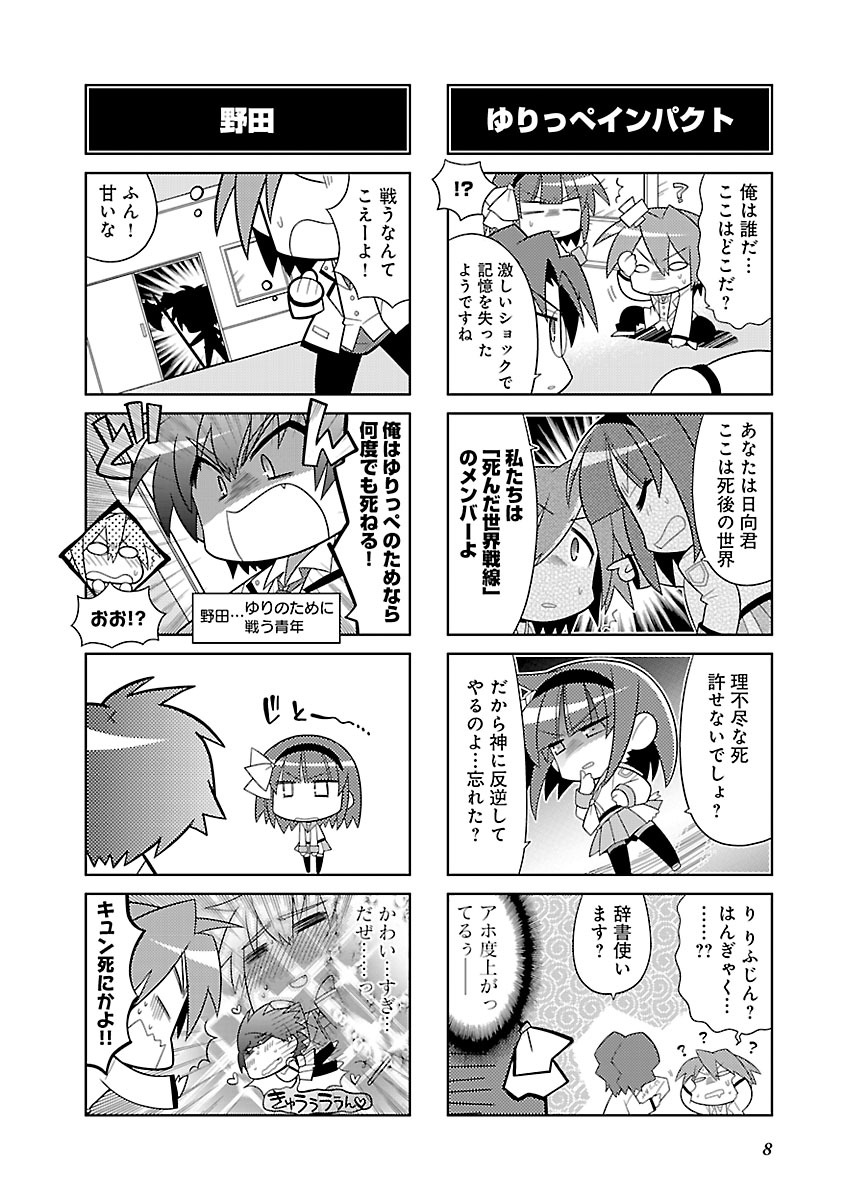 ゆりっぺインパクト
俺は誰だ…
ここはどこだ?
?
!?
激しいショックで
記憶を失った
ようですね
あなたは日向君
ここは死後の世界
私たちは
「死んだ世界戦線」
のメンバーよ
理不尽な死
許せないでしょ?
だから神に反逆して
やるのよ…忘れた?
り りふじん?
はんぎゃく…
……??
辞書使い
ます?
? ? ? ?
アホ度上がっ
てるぅ――
野田
戦うなんて
こえーよ!
ふん!
甘いな
俺はゆりっぺのためなら
何度でも死ねる!
おお!?
野田…ゆりのために
戦う青年
じとー…
かわい…すぎ…
だぜ……っ
きゅうぅうぅん♡
キュン死にかよ!!
8